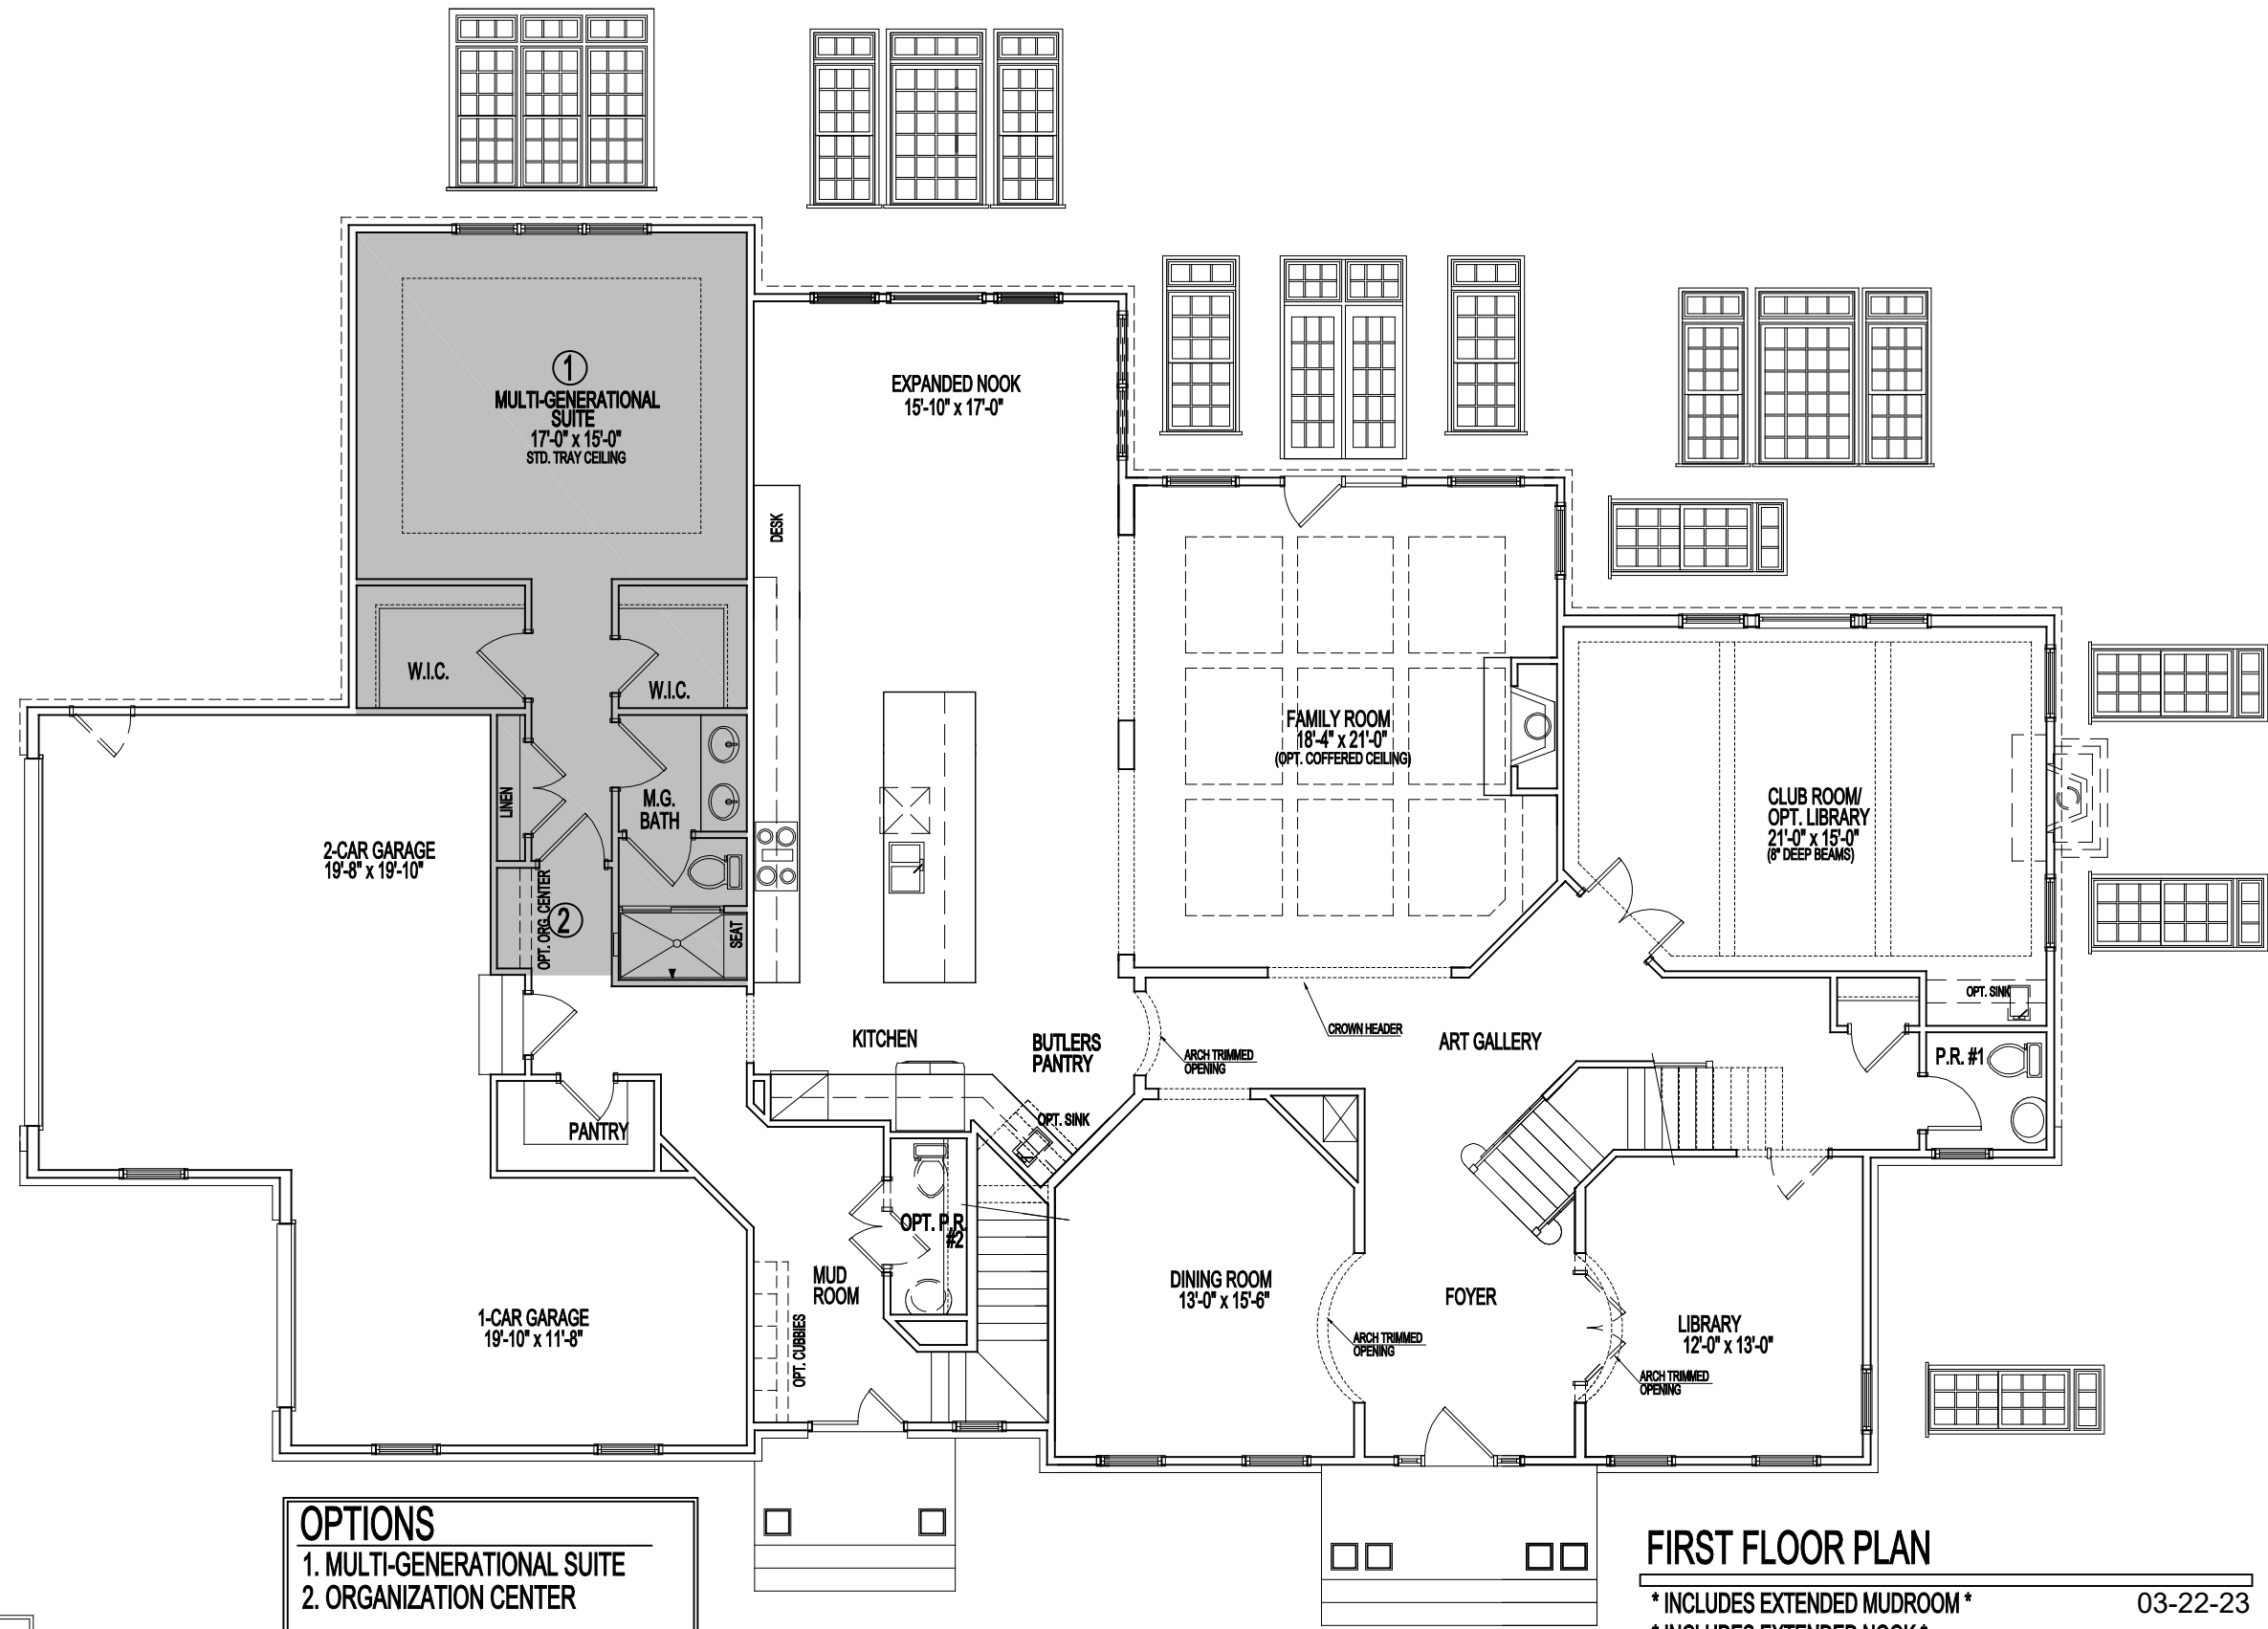 1
MULTI-GENERATIONAL
SUITE
17'-0" x 15'-0"
STD. TRAY CEILING
EXPANDED NOOK
15'-10" x 17'-0"
DESK
W.I.C.
W.I.C.
LINEN
M.G.
BATH
2-CAR GARAGE
19'-8" x 19'-10"
OPT. ORG. CENTER
2
SEAT
FAMILY ROOM
18'-4" x 21'-0"
(OPT. COFFERED CEILING)
CLUB ROOM/
OPT. LIBRARY
21'-0" x 15'-0"
(8" DEEP BEAMS)
OPT. SINK
KITCHEN
BUTLERS
PANTRY
ARCH TRIMMED
OPENING
CROWN HEADER
ART GALLERY
P.R. #1
PANTRY
OPT. SINK
OPT. P.R.
#2
MUD
ROOM
OPT. CUBBIES
1-CAR GARAGE
19'-10" x 11'-8"
DINING ROOM
13'-0" x 15'-6"
ARCH TRIMMED
OPENING
FOYER
LIBRARY
12'-0" x 13'-0"
ARCH TRIMMED
OPENING
OPTIONS
1. MULTI-GENERATIONAL SUITE
2. ORGANIZATION CENTER
FIRST FLOOR PLAN
* INCLUDES EXTENDED MUDROOM *
03-22-23
* INCLUDES EXTENDED NOOK *